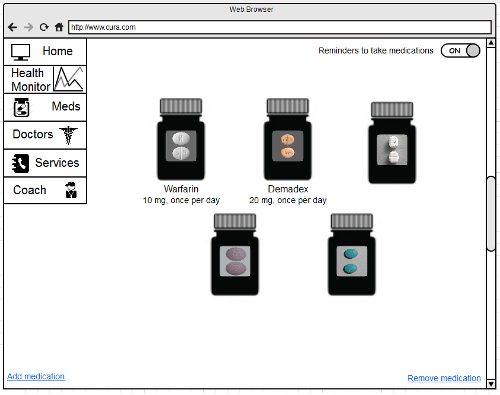 Web Browser
http://www.cura.com
Home
Reminders to take medications
ON
Health
Monitor
Meds
Doctors
Services
Coach
Warfarin
10 mg, once per day
Demadex
20 mg, once per day
Add medication
Remove medication